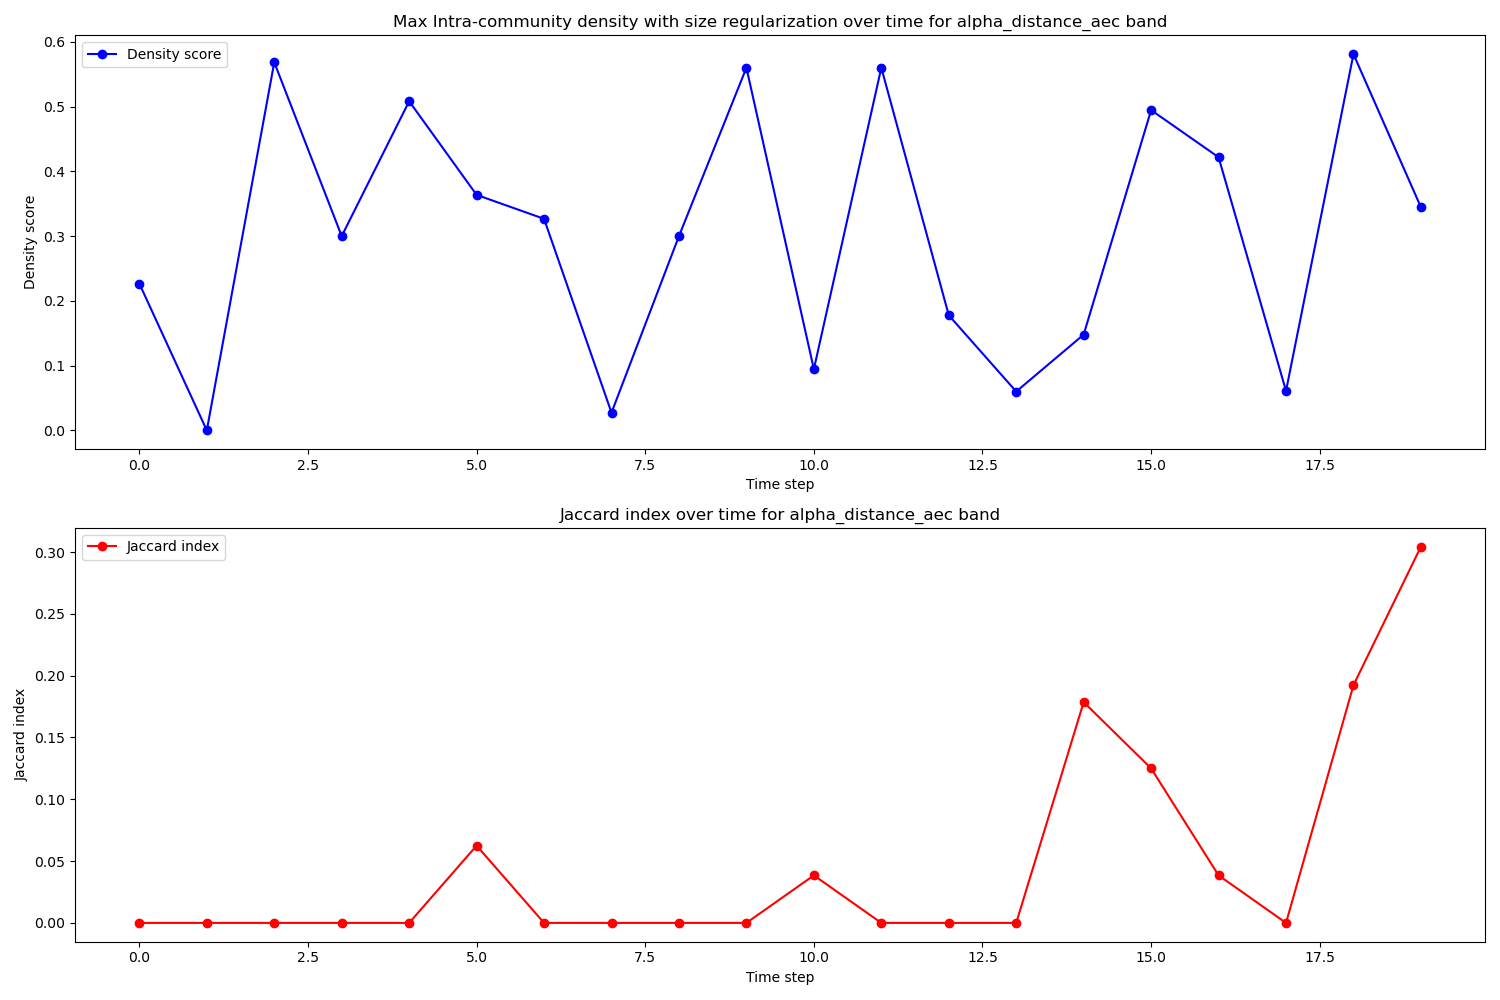 Max Intra-community density with size regularization over time for alpha_distance_aec band
Density score
0.6
0.5
0.4
0.3
0.2
0.1
0.0
Density score
0.0 2.5 5.0 7.5 10.0 12.5 15.0 17.5
Time step
Jaccard index over time for alpha_distance_aec band
Jaccard index
0.30
0.25
0.20
0.15
0.10
0.05
0.00
Jaccard index
0.0 2.5 5.0 7.5 10.0 12.5 15.0 17.5
Time step